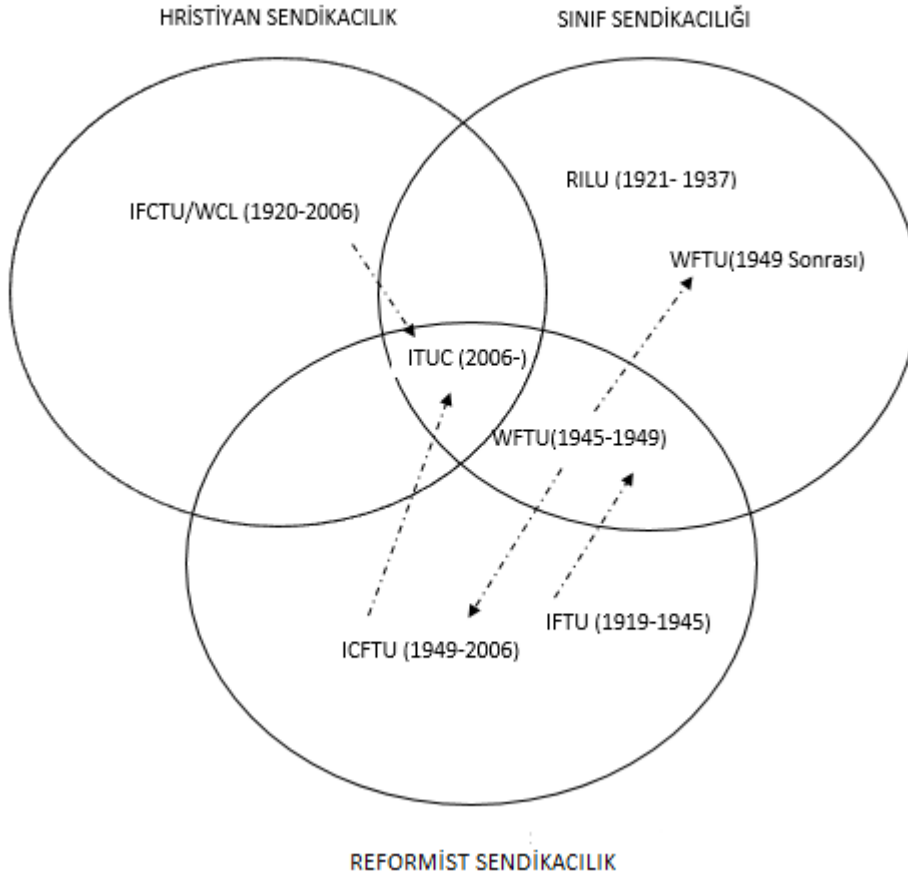 HRİSTİYAN SENDİKACILIK
SINIF SENDİKACILIĞI
RILU (1921- 1937)
IFCTU/WCL (1920-2006)
WFTU(1949 Sonrası)
ITUC (2006-)
WFTU(1945-1949)
IFTU (1919-1945)
ICFTU (1949-2006)
REFORMİST SENDİKACILIK